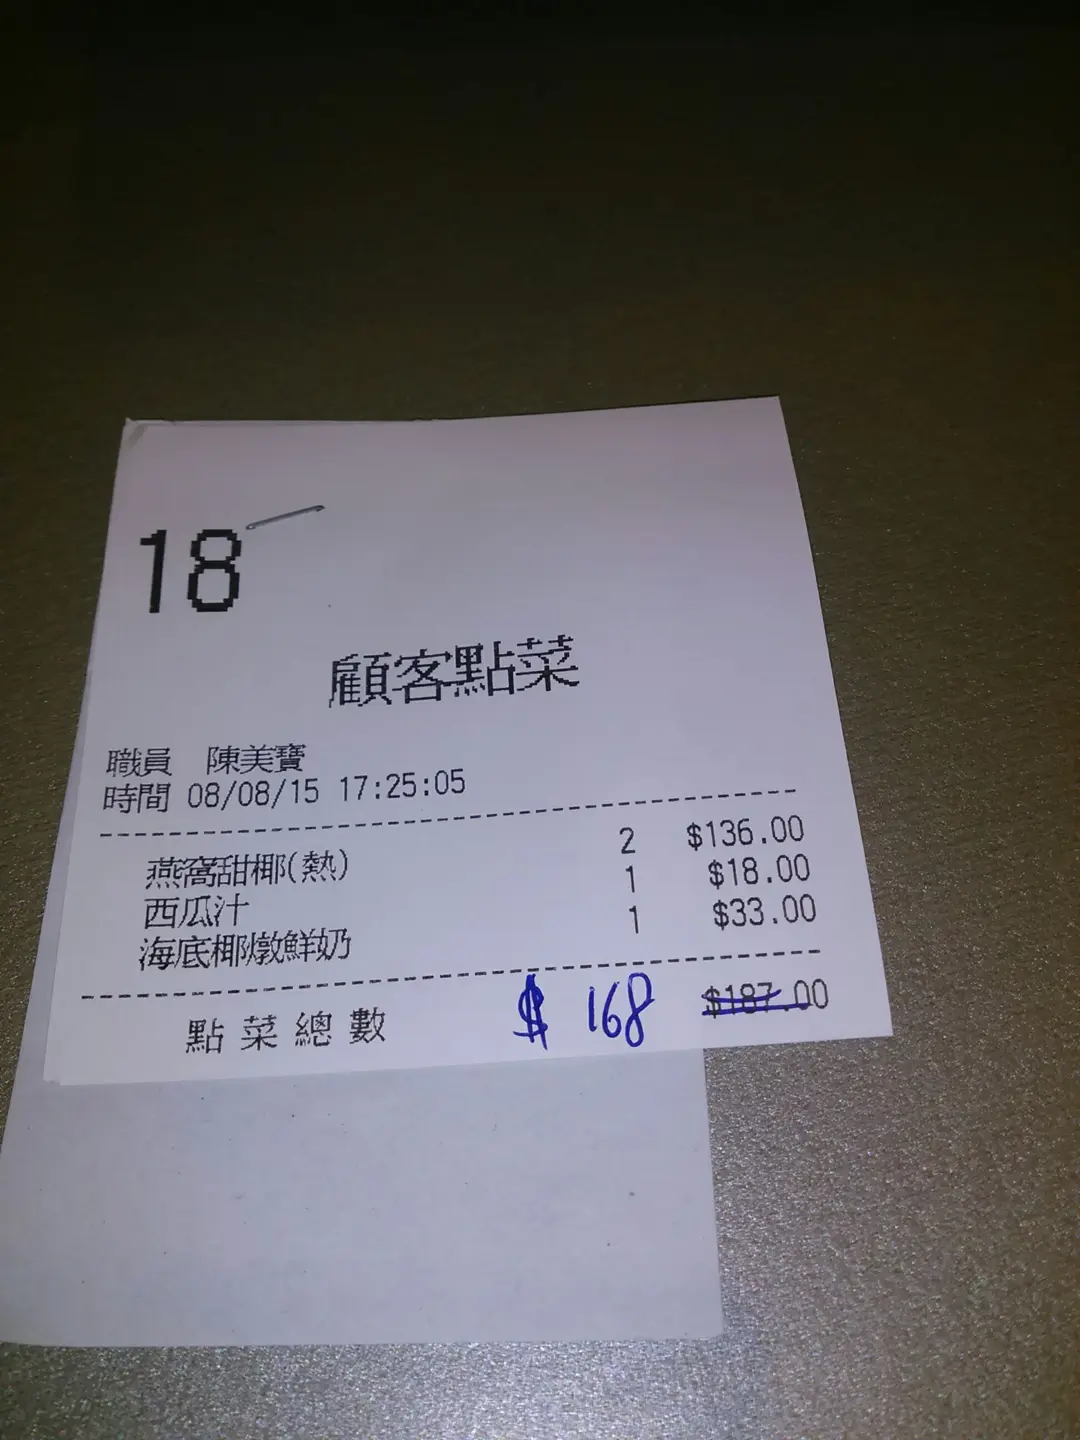 18
顧客點菜
職員 陳美寶
時間 08/08/15 17:25:05
燕窩甜椰(熱) 2 $136.00
西瓜汁 1 $18.00
海底椰燉鮮奶 1 $33.00
點菜總數 $ 168 $187.00